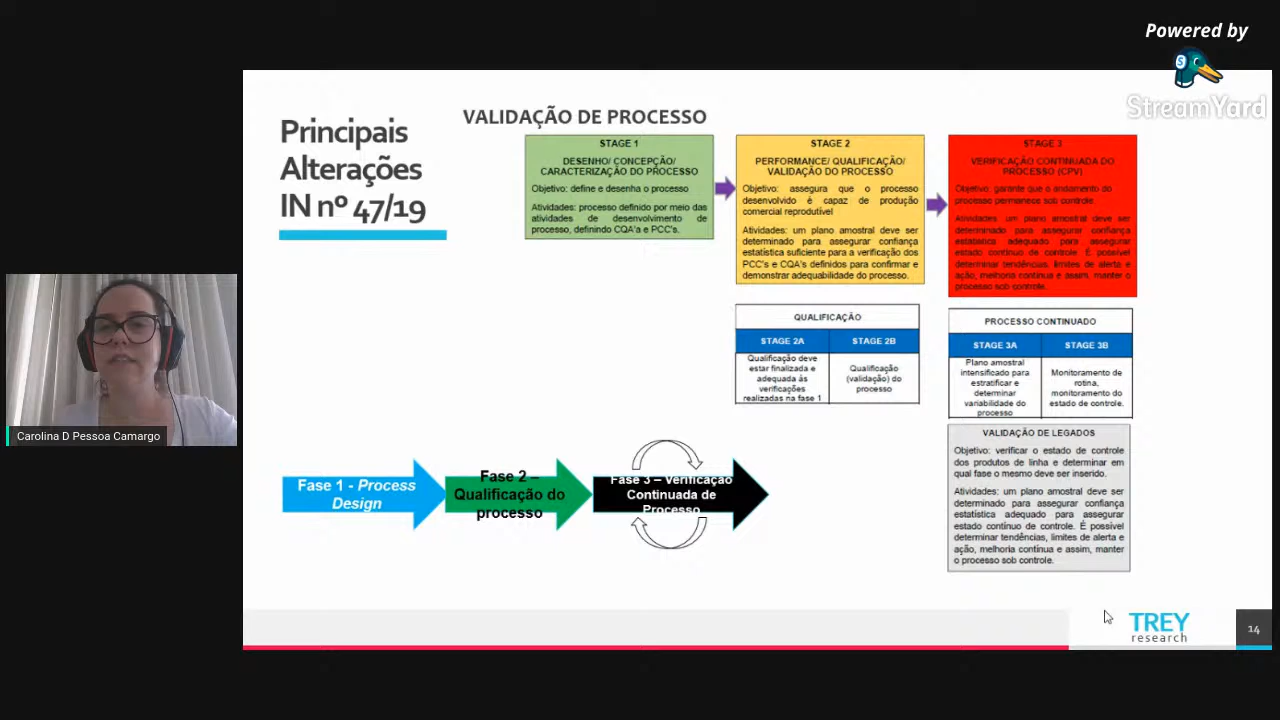 Powered by
StreamYard
Principais
Alterações
IN nº 47/19
VALIDAÇÃO DE PROCESSO
STAGE 1
DESENHO/ CONCEPÇÃO/
CARACTERIZAÇÃO DO PROCESSO
Objetivo: define e desenha o processo
Atividades: processo definido por meio das
atividades de desenvolvimento de
processo, definindo CQA's e PCC's.
STAGE 2
PERFORMANCE/ QUALIFICAÇÃO/
VALIDAÇÃO DO PROCESSO
Objetivo: assegura que o processo
desenvolvido é capaz de produção
comercial reprodutível
Atividades: um plano amostral deve ser
determinado para assegurar confiança
estatística suficiente para a verificação dos
PCC's e CQA's definidos para confirmar e
demonstrar adequabilidade do processo.
STAGE 3
VERIFICAÇÃO CONTINUADA DO
PROCESSO (CPV)
Objetivo: garante que o andamento do
processo permanece sob controle.
Atividades: um plano amostral deve ser
determinado para assegurar confiança
estatística adequado para assegurar
estado contínuo de controle. É possível
determinar tendências, limites de alerta e
ação, melhoria contínua e assim, manter o
processo sob controle.
QUALIFICAÇÃO
STAGE 2A
STAGE 2B
Qualificação deve
estar finalizada e
adequada às
verificações
realizadas na fase 1
Qualificação
(validação) do
processo
PROCESSO CONTINUADO
STAGE 3A
STAGE 3B
Plano amostral
intensificado para
estratificar e
determinar
variabilidade do
processo
Monitoramento de
rotina,
monitoramento do
estado de controle.
VALIDAÇÃO DE LEGADOS
Objetivo: verificar o estado de controle
dos produtos de linha e determinar em
qual fase o mesmo deve ser inserido.
Atividades: um plano amostral deve ser
determinado para assegurar confiança
estatística adequado para assegurar
estado contínuo de controle. É possível
determinar tendências, limites de alerta e
ação, melhoria contínua e assim, manter
o processo sob controle.
Fase 1 - Process
Design
Fase 2 –
Qualificação do
processo
Fase 3 – Verificação
Continuada de
Processo
Carolina D Pessoa Camargo
TREY
research
14